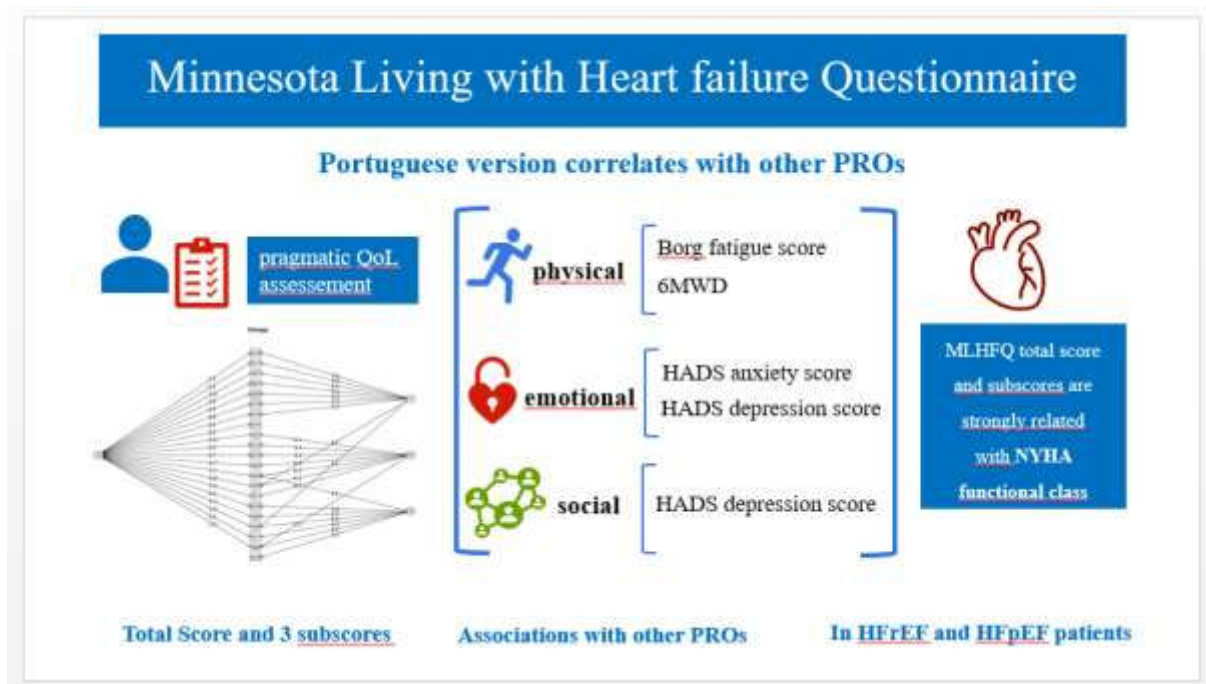 Minnesota Living with Heart failure Questionnaire
Portuguese version correlates with other PROs
pragmatic QoL
assessement
physical
Borg fatigue score
6MWD
emotional
HADS anxiety score
HADS depression score
social
HADS depression score
MLHFQ total score
and subscores are
strongly related
with NYHA
functional class
Total Score and 3 subscores
Associations with other PROs
In HFrEF and HFpEF patients